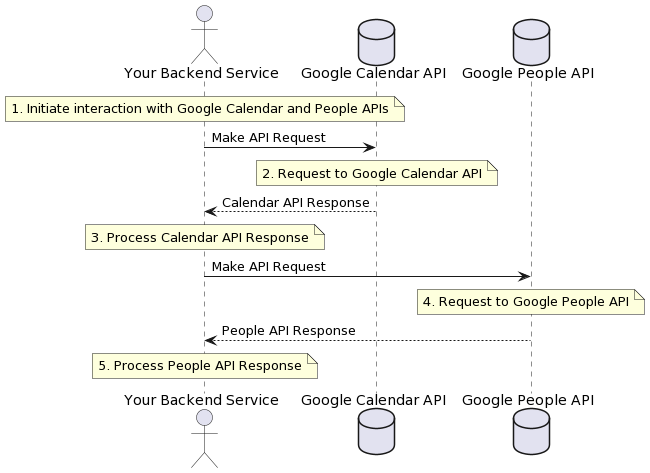 Your Backend Service
Google Calendar API
Google People API
1. Initiate interaction with Google Calendar and People APIs
Make API Request
2. Request to Google Calendar API
Calendar API Response
3. Process Calendar API Response
Make API Request
4. Request to Google People API
People API Response
5. Process People API Response
Your Backend Service
Google Calendar API
Google People API